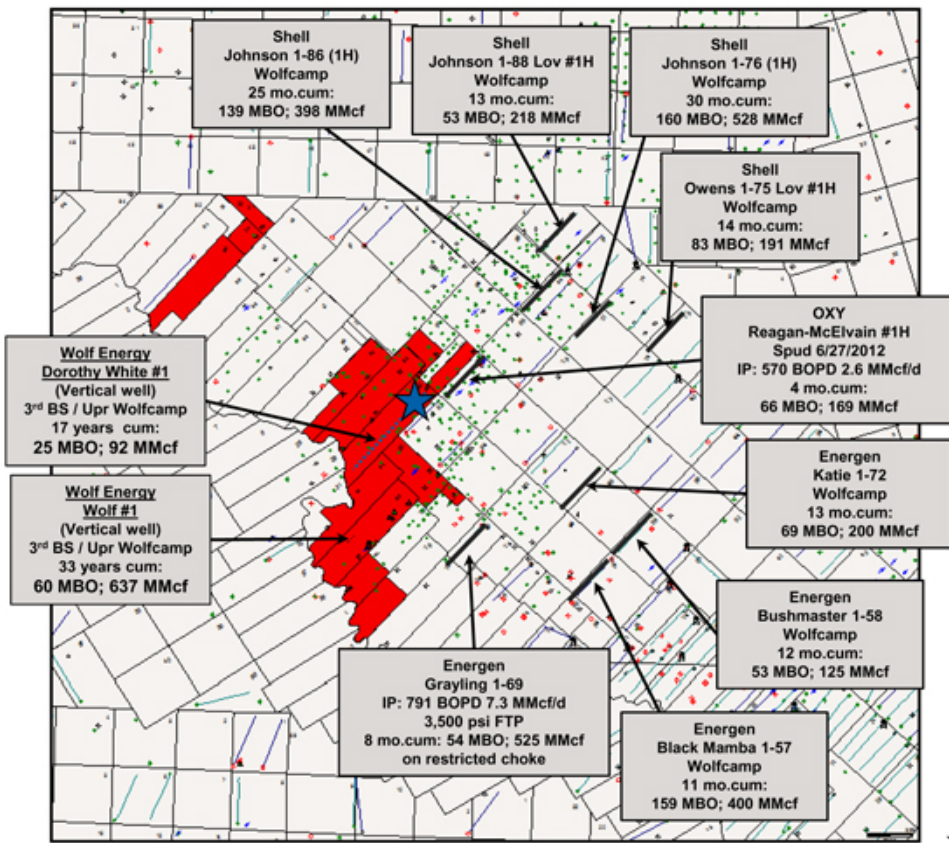 Shell
Johnson 1-86 (1H)
Wolfcamp
25 mo.cum:
139 MBO; 398 MMcf
Shell
Johnson 1-88 Lov #1H
Wolfcamp
13 mo.cum:
53 MBO; 218 MMcf
Shell
Johnson 1-76 (1H)
Wolfcamp
30 mo.cum:
160 MBO; 528 MMcf
Shell
Owens 1-75 Lov #1H
Wolfcamp
14 mo.cum:
83 MBO; 191 MMcf
OXY
Reagan-McElvain #1H
Spud 6/27/2012
IP: 570 BOPD 2.6 MMcf/d
4 mo.cum:
66 MBO; 169 MMcf
Wolf Energy
Dorothy White #1
(Vertical well)
3rd BS / Upr Wolfcamp
17 years cum:
25 MBO; 92 MMcf
Wolf Energy
Wolf #1
(Vertical well)
3rd BS / Upr Wolfcamp
33 years cum:
60 MBO; 637 MMcf
Energen
Katie 1-72
Wolfcamp
13 mo.cum:
69 MBO; 200 MMcf
Energen
Bushmaster 1-58
Wolfcamp
12 mo.cum:
53 MBO; 125 MMcf
Energen
Grayling 1-69
IP: 791 BOPD 7.3 MMcf/d
3,500 psi FTP
8 mo.cum: 54 MBO; 525 MMcf
on restricted choke
Energen
Black Mamba 1-57
Wolfcamp
11 mo.cum:
159 MBO; 400 MMcf